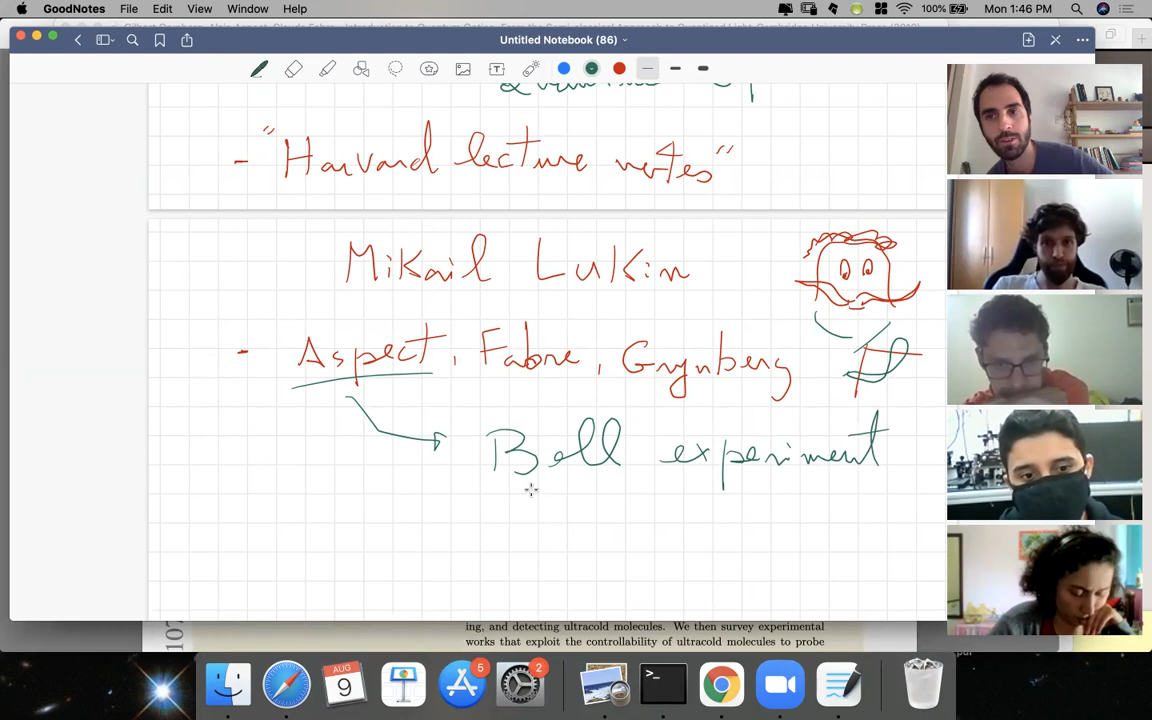 GoodNotes File Edit View Window Help 100% Mon 1:46 PM
Untitled Notebook (86)
- "Harvard lecture notes"
Mikail Lukin
- Aspect, Fabre, Grynberg
Bell experiment
107
ing, and detecting ultracold molecules. We then survey experimental
works that exploit the controllability of ultracold molecules to probe
AUG
9
5
2